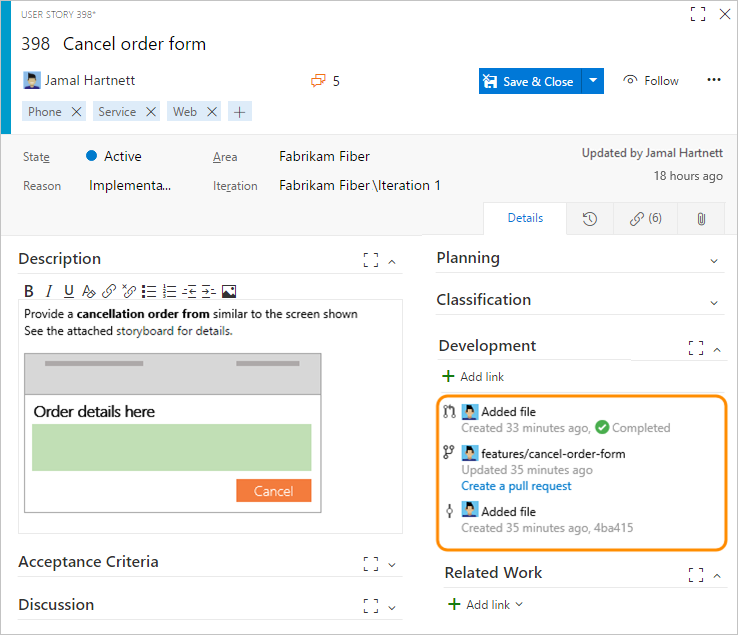 USER STORY 398*
398 Cancel order form
Jamal Hartnett
5
Save & Close
Follow
Phone
Service
Web
State
Active
Area
Fabrikam Fiber
Updated by Jamal Hartnett
Reason
Implementa...
Iteration
Fabrikam Fiber\Iteration 1
18 hours ago
Details
(6)
Description
B I U
Provide a cancellation order from similar to the screen shown
See the attached storyboard for details.
Order details here
Cancel
Acceptance Criteria
Discussion
Planning
Classification
Development
Add link
Added file
Created 33 minutes ago, Completed
features/cancel-order-form
Updated 35 minutes ago
Create a pull request
Added file
Created 35 minutes ago, 4ba415
Related Work
Add link